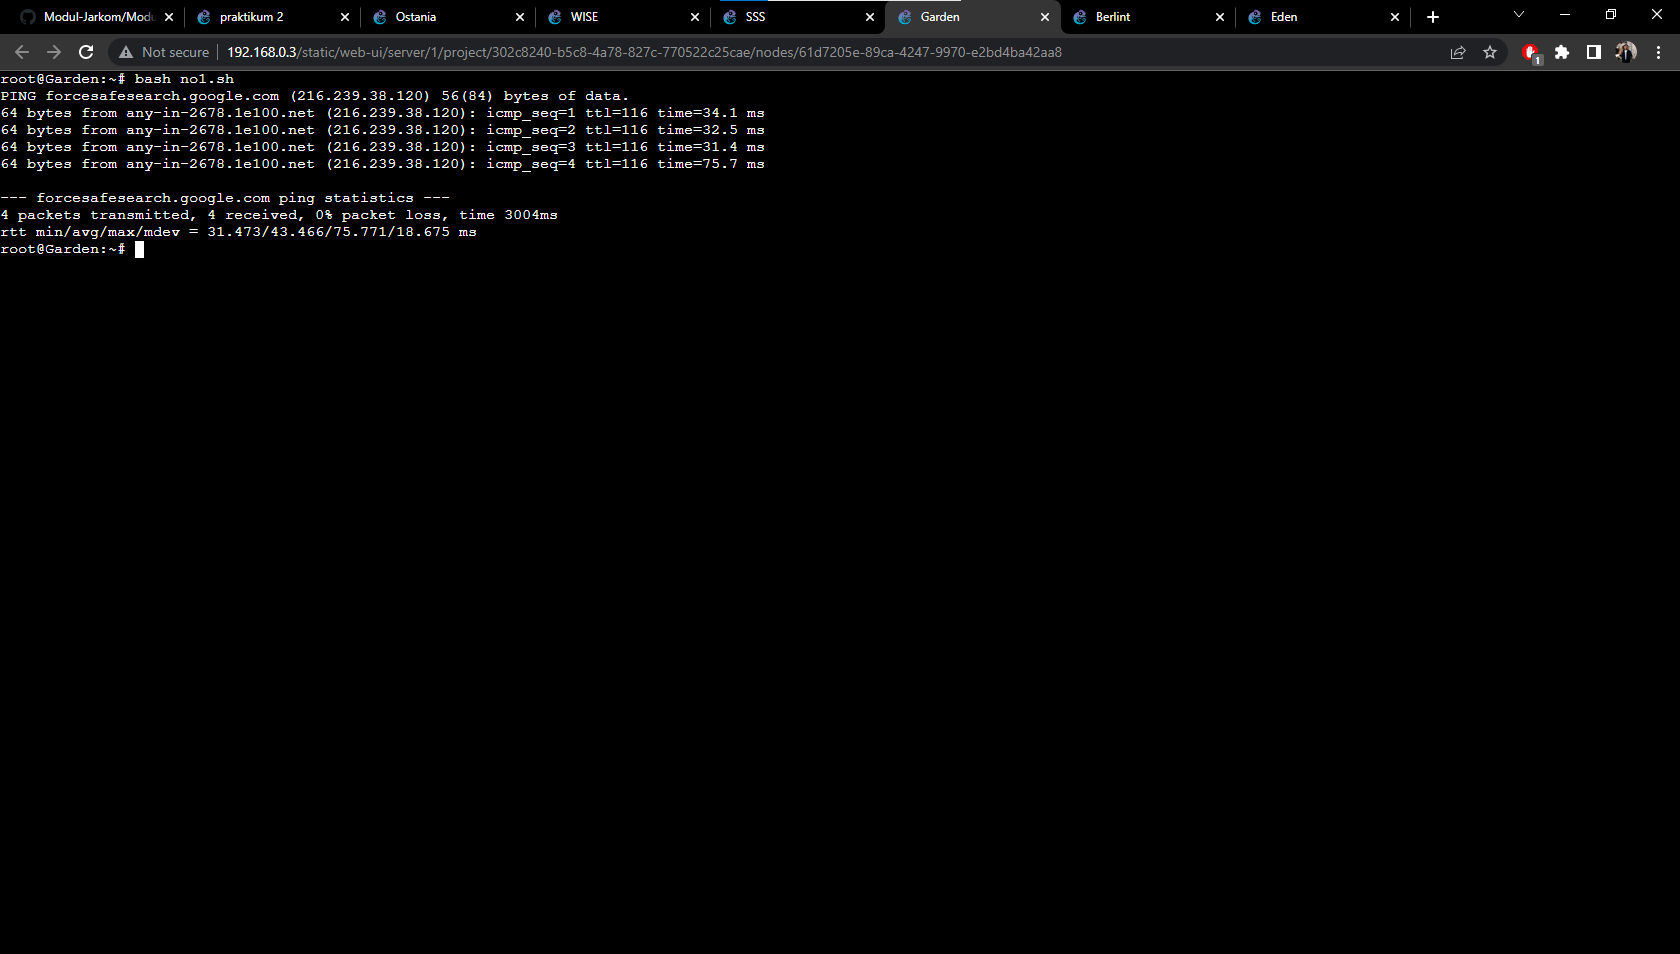 Modul-Jarkom/Modu
praktikum 2
Ostania
WISE
SSS
Garden
Berlint
Eden
Not secure
192.168.0.3/static/web-ui/server/1/project/302c8240-b5c8-4a78-827c-770522c25cae/nodes/61d7205e-89ca-4247-9970-e2bd4ba42aa8
1
root@Garden:~# bash no1.sh
PING forcesafesearch.google.com (216.239.38.120) 56(84) bytes of data.
64 bytes from any-in-2678.1e100.net (216.239.38.120): icmp_seq=1 ttl=116 time=34.1 ms
64 bytes from any-in-2678.1e100.net (216.239.38.120): icmp_seq=2 ttl=116 time=32.5 ms
64 bytes from any-in-2678.1e100.net (216.239.38.120): icmp_seq=3 ttl=116 time=31.4 ms
64 bytes from any-in-2678.1e100.net (216.239.38.120): icmp_seq=4 ttl=116 time=75.7 ms
--- forcesafesearch.google.com ping statistics ---
4 packets transmitted, 4 received, 0% packet loss, time 3004ms
rtt min/avg/max/mdev = 31.473/43.466/75.771/18.675 ms
root@Garden:~#